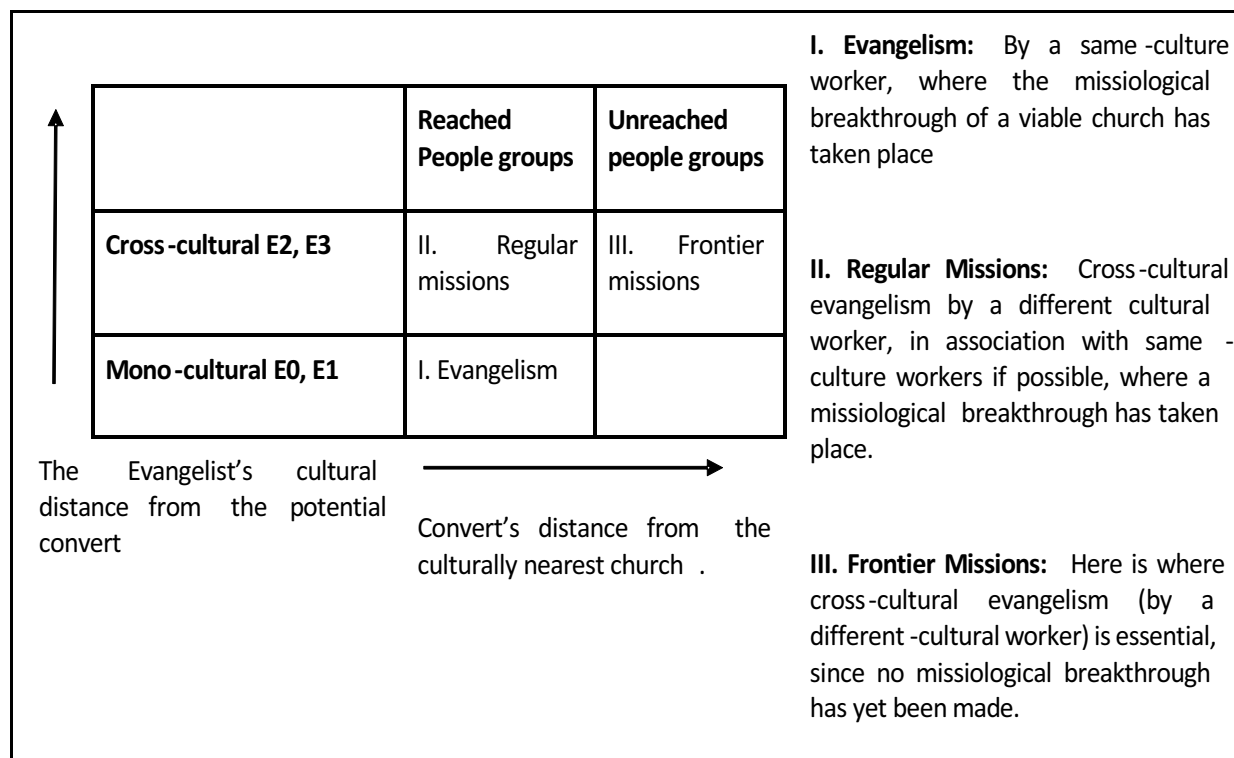 Reached
People groups
Unreached
people groups
Cross-cultural E2, E3
II. Regular
missions
III. Frontier
missions
Mono-cultural E0, E1
I. Evangelism
The Evangelist's cultural
distance from the potential
convert
Convert's distance from the
culturally nearest church .
I. Evangelism: By a same -culture
worker, where the missiological
breakthrough of a viable church has
taken place
II. Regular Missions: Cross-cultural
evangelism by a different cultural
worker, in association with same -
culture workers if possible, where a
missiological breakthrough has taken
place.
III. Frontier Missions: Here is where
cross-cultural evangelism (by a
different -cultural worker) is essential,
since no missiological breakthrough
has yet been made.